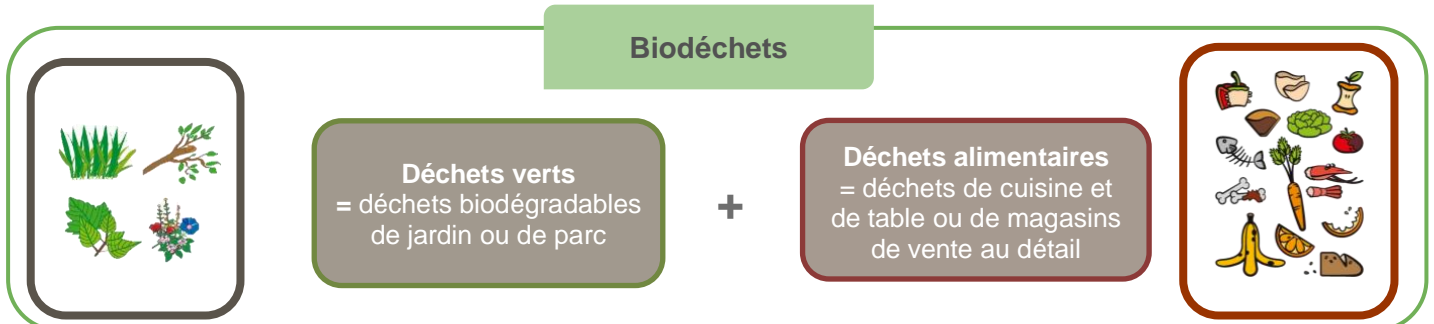 Biodéchets
Déchets verts
= déchets biodégradables
de jardin ou de parc
+
Déchets alimentaires
= déchets de cuisine et
de table ou de magasins
de vente au détail